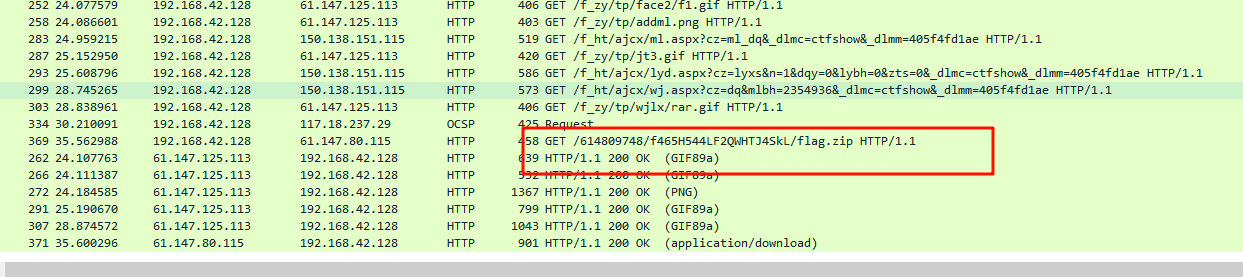 252 24.077579 192.168.42.128 61.147.125.113 HTTP 406 GET /f_zy/tp/face2/f1.gif HTTP/1.1
258 24.086601 192.168.42.128 61.147.125.113 HTTP 403 GET /f_zy/tp/addml.png HTTP/1.1
283 24.959215 192.168.42.128 150.138.151.115 HTTP 519 GET /f_ht/ajcx/ml.aspx?cz=ml_dq&_dlmc=ctfshow&_dlmm=405f4fd1ae HTTP/1.1
287 25.152950 192.168.42.128 61.147.125.113 HTTP 420 GET /f_zy/tp/jt3.gif HTTP/1.1
293 25.608796 192.168.42.128 150.138.151.115 HTTP 586 GET /f_ht/ajcx/lyd.aspx?cz=lyxs&n=1&dqy=0&lybh=0&zts=0&_dlmc=ctfshow&_dlmm=405f4fd1ae HTTP/1.1
299 28.745265 192.168.42.128 150.138.151.115 HTTP 573 GET /f_ht/ajcx/wj.aspx?cz=dq&mlbh=2354936&_dlmc=ctfshow&_dlmm=405f4fd1ae HTTP/1.1
303 28.838961 192.168.42.128 61.147.125.113 HTTP 406 GET /f_zy/tp/wjlx/rar.gif HTTP/1.1
334 30.210091 192.168.42.128 117.18.237.29 OCSP 425 Request
369 35.562988 192.168.42.128 61.147.80.115 HTTP 458 GET /614809748/f465H544LF2QWHTJ4SkL/flag.zip HTTP/1.1
262 24.107763 61.147.125.113 192.168.42.128 HTTP 639 HTTP/1.1 200 OK (GIF89a)
266 24.111387 61.147.125.113 192.168.42.128 HTTP 532 HTTP/1.1 200 OK (GIF89a)
272 24.184585 61.147.125.113 192.168.42.128 HTTP 1367 HTTP/1.1 200 OK (PNG)
291 25.190670 61.147.125.113 192.168.42.128 HTTP 799 HTTP/1.1 200 OK (GIF89a)
307 28.874572 61.147.125.113 192.168.42.128 HTTP 1043 HTTP/1.1 200 OK (GIF89a)
371 35.600296 61.147.80.115 192.168.42.128 HTTP 901 HTTP/1.1 200 OK (application/download)